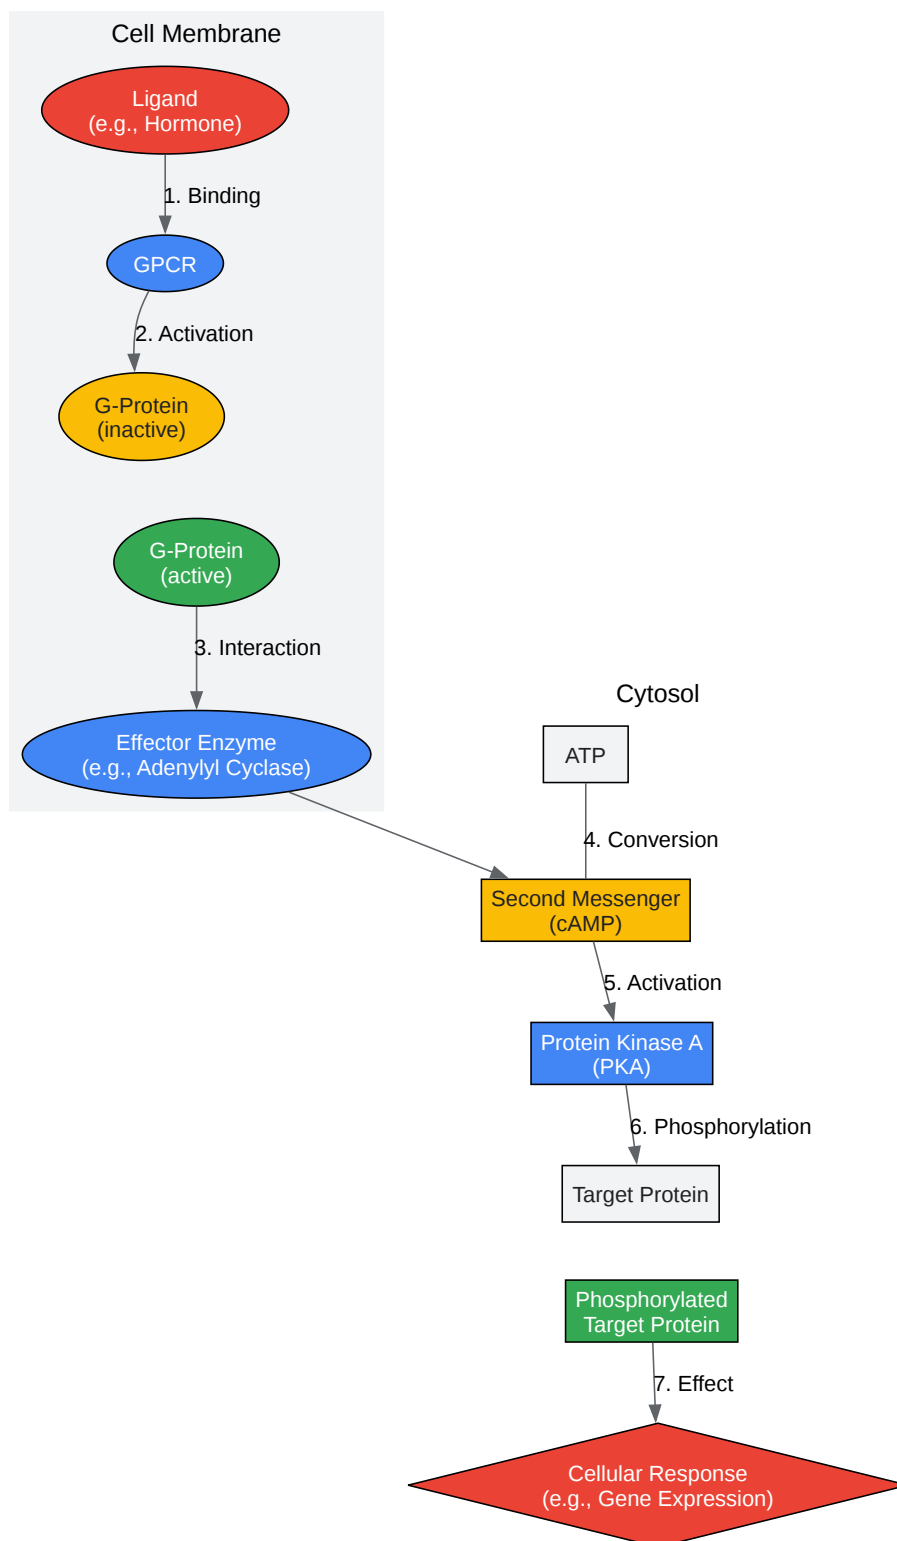 Cell Membrane
Ligand
(e.g., Hormone)
1. Binding
GPCR
2. Activation
G-Protein
(inactive)
G-Protein
(active)
3. Interaction
Effector Enzyme
(e.g., Adenylyl Cyclase)
Cytosol
ATP
4. Conversion
Second Messenger
(cAMP)
5. Activation
Protein Kinase A
(PKA)
6. Phosphorylation
Target Protein
Phosphorylated
Target Protein
7. Effect
Cellular Response
(e.g., Gene Expression)